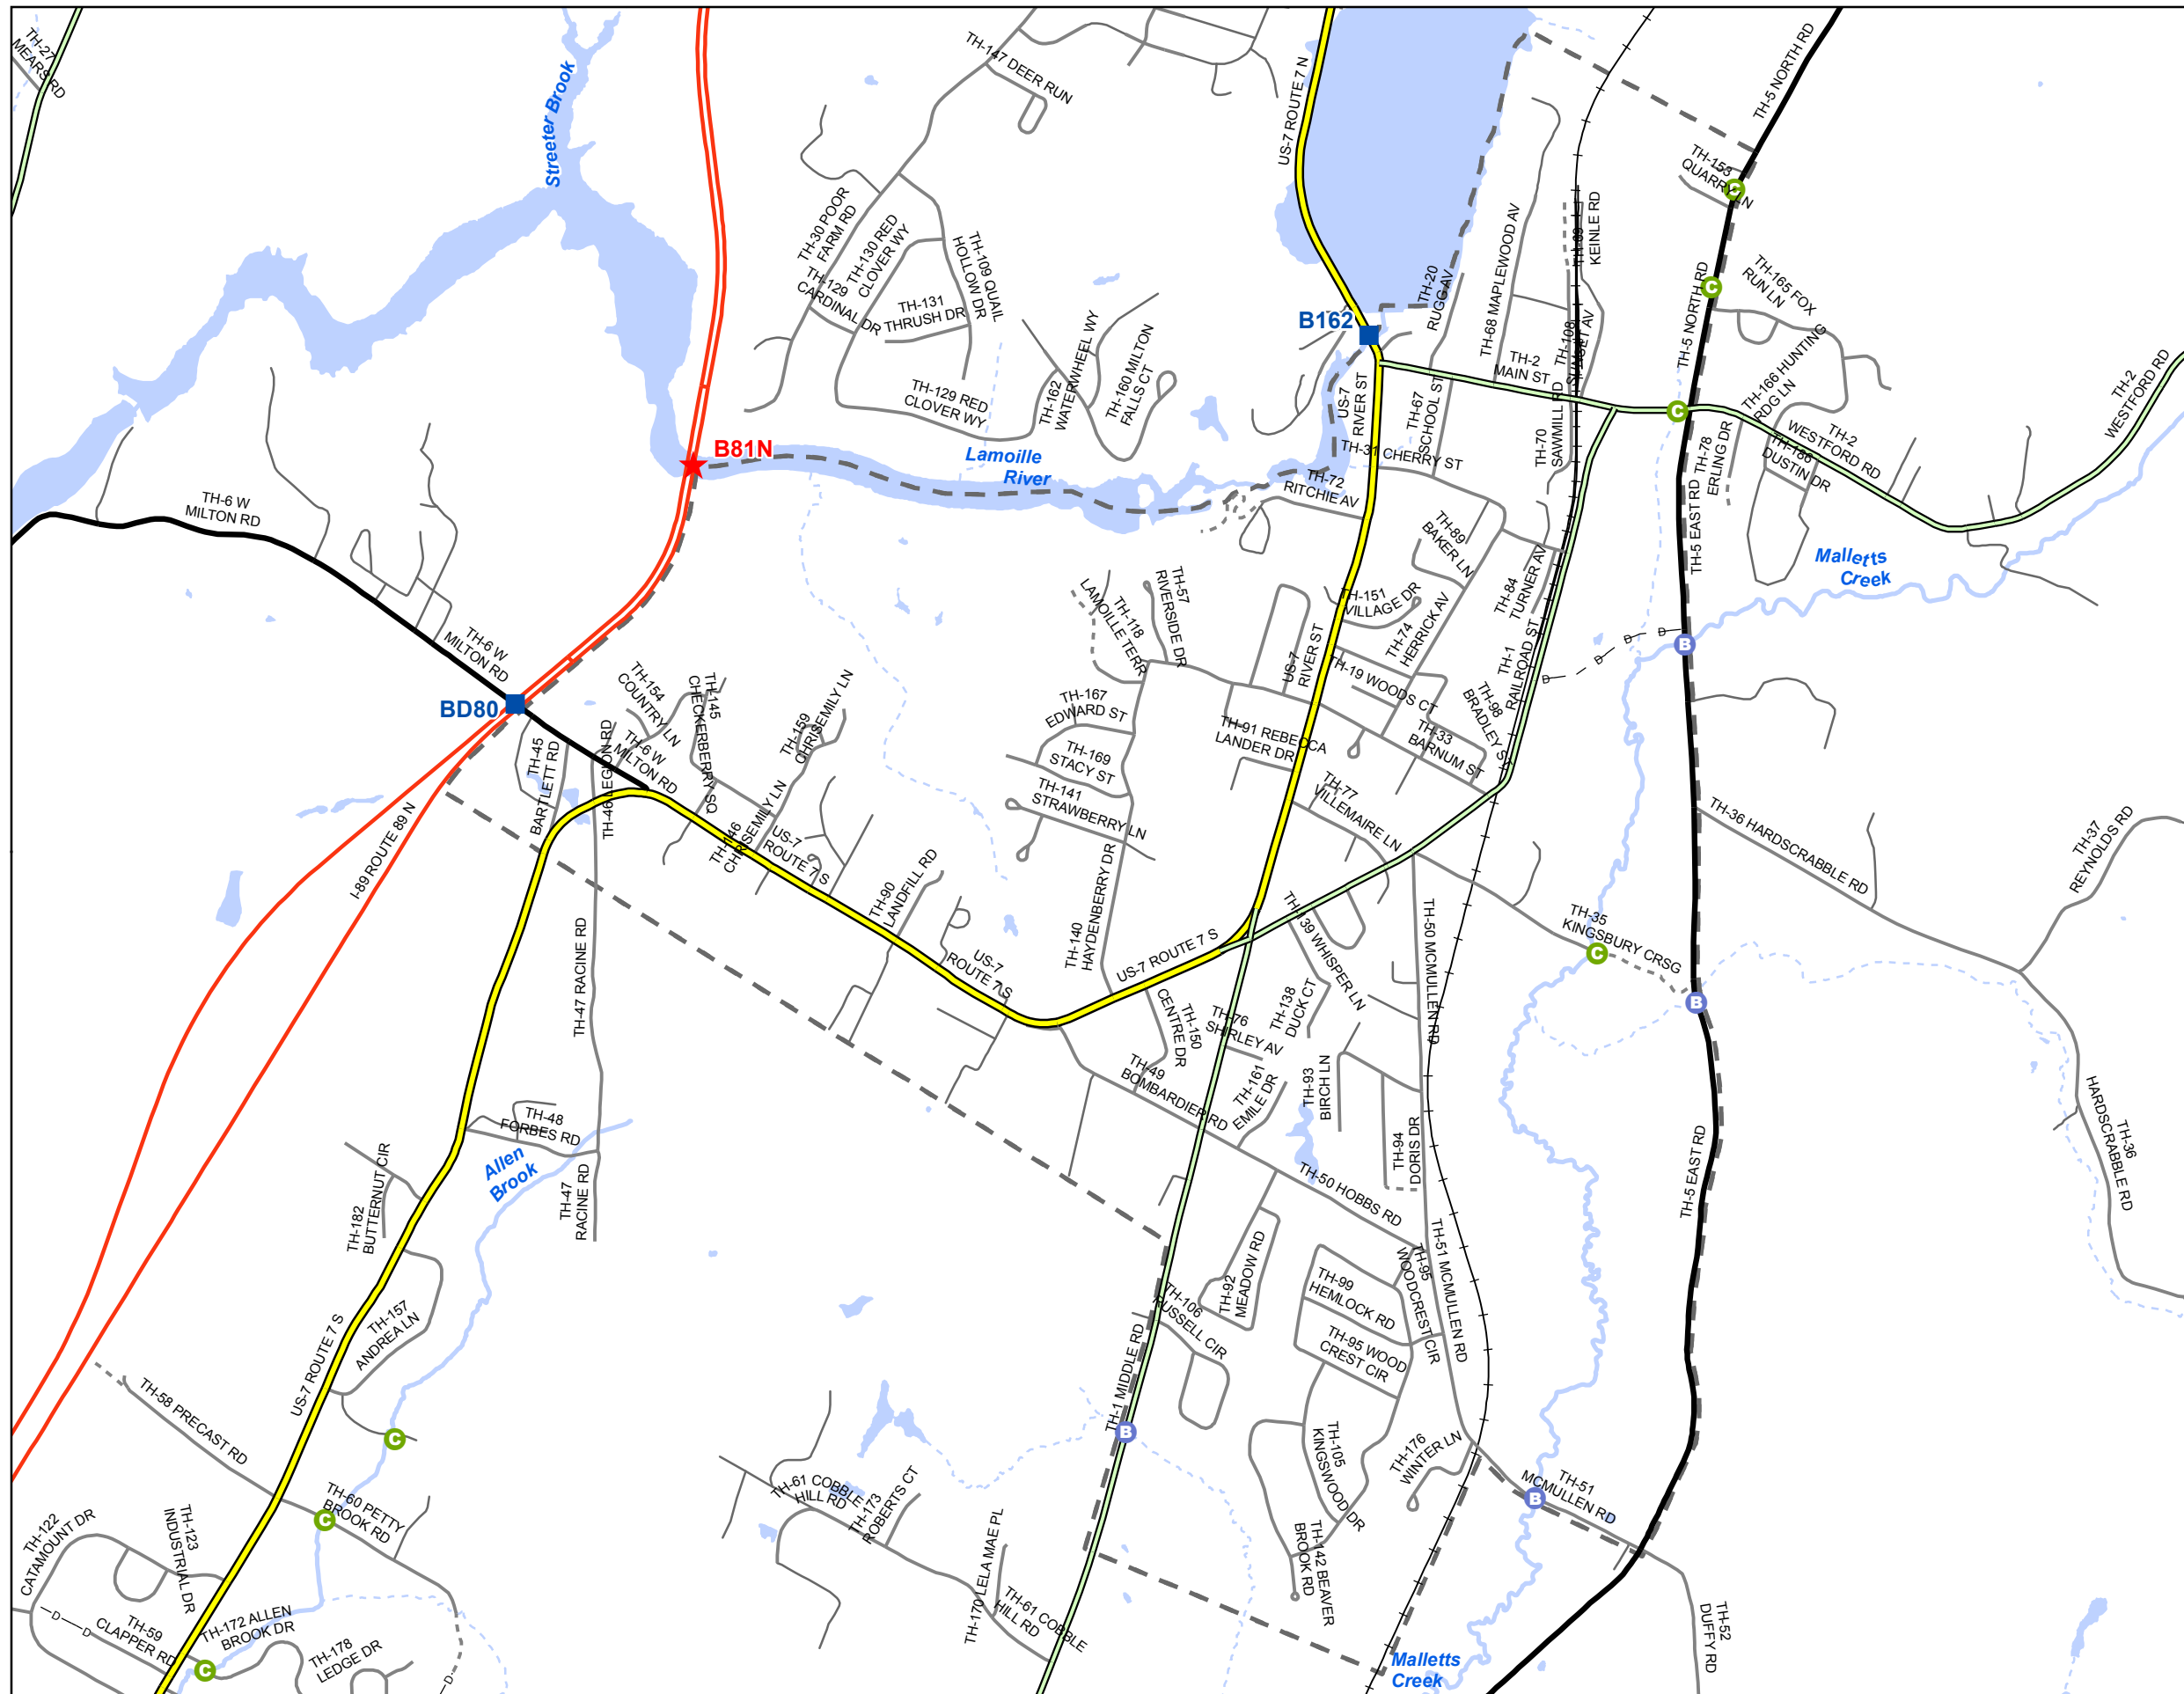 TH-27
MEARS RD
Streeter Brook
TH-147 DEER RUN
US-7 ROUTE 7 N
TH-5 NORTH RD
TH-153
QUARRY LN
C
TH-30 POOR
FARM RD
TH-130 RED
CLOVER WY
TH-109 QUAIL
HOLLOW DR
TH-129
CARDINAL DR
TH-131
THRUSH DR
TH-20
RUGG AV
TH-68 MAPLEWOOD AV
TH-69
KEINLE RD
C
TH-5 NORTH RD
TH-165 FOX
RUN LN
B162
TH-162
WATERWHEEL WY
TH-160 MILTON
FALLS CT
TH-108
SUNSET AV
TH-2
MAIN ST
TH-166 HUNTING
RDG LN
TH-2
WESTFORD RD
TH-129 RED
CLOVER WY
US-7
RIVER ST
TH-67
SCHOOL ST
TH-70
SAWMILL RD
C
TH-78
ERLING DR
TH-2
WESTFORD RD
TH-186
DUSTIN DR
B81N
Lamoille
River
TH-31 CHERRY ST
TH-72
RITCHIE AV
TH-6 W
MILTON RD
TH-89
BAKER LN
TH-5 EAST RD
Malletts
Creek
TH-57
RIVERSIDE DR
TH-118
LAMOILLE TERR
TH-151
VILLAGE DR
TH-84
TURNER AV
TH-74
HERRICK AV
D
D
D
D
B
TH-6 W
MILTON RD
BD80
TH-154
COUNTRY LN
TH-145
CHECKERBERRY SQ
TH-159
CHRISEMILY LN
TH-167
EDWARD ST
US-7
RIVER ST
TH-19 WOODS CT
TH-1
RAILROAD ST
TH-98
BRADLEY ST
TH-33
BARNUM ST
TH-91 REBECCA
LANDER DR
TH-45
BARTLETT RD
TH-46 LEGION RD
TH-6 W
MILTON RD
TH-169
STACY ST
TH-141
STRAWBERRY LN
TH-77
VILLEMAIRE LN
I-89 ROUTE 89 N
TH-146
CHRISEMILY LN
US-7
ROUTE 7 S
TH-36 HARDSCRABBLE RD
TH-37
REYNOLDS RD
TH-90
LANDFILL RD
TH-140
HAYDENBERRY DR
TH-139 WHISPER LN
TH-50 MCMULLEN RD
TH-35
KINGSBURY CRSG
C
B
TH-47 RACINE RD
US-7
ROUTE 7 S
US-7 ROUTE 7 S
TH-150
CENTRE DR
TH-76
SHIRLEY AV
TH-138
DUCK CT
TH-49
BOMBARDIER RD
TH-161
EMILE DR
TH-93
BIRCH LN
TH-94
DORIS DR
TH-48
FORBES RD
Allen
Brook
TH-47
RACINE RD
TH-182
BUTTERNUT CIR
TH-50 HOBBS RD
TH-5 EAST RD
TH-36
HARDSCRABBLE RD
TH-92
MEADOW RD
TH-99
HEMLOCK RD
TH-95
WOODCREST CIR
TH-51 MCMULLEN RD
TH-106
RUSSELL CIR
TH-95 WOOD
CREST CIR
TH-157
ANDREA LN
US-7 ROUTE 7 S
TH-1 MIDDLE RD
B
TH-58 PRECAST RD
C
TH-105
KINGSWOOD DR
TH-176
WINTER LN
TH-51
MCMULLEN RD
B
TH-60 PETTY
BROOK RD
C
TH-61 COBBLE
HILL RD
TH-173
ROBERTS CT
TH-122
CATAMOUNT DR
TH-123
INDUSTRIAL DR
TH-142 BEAVER
BROOK RD
TH-170 LELA MAE PL
TH-61 COBBLE
HILL RD
D
D
TH-59
CLAPPER RD
TH-172 ALLEN
BROOK DR
C
TH-178
LEDGE DR
D
TH-52
DUFFY RD
Malletts
Creek